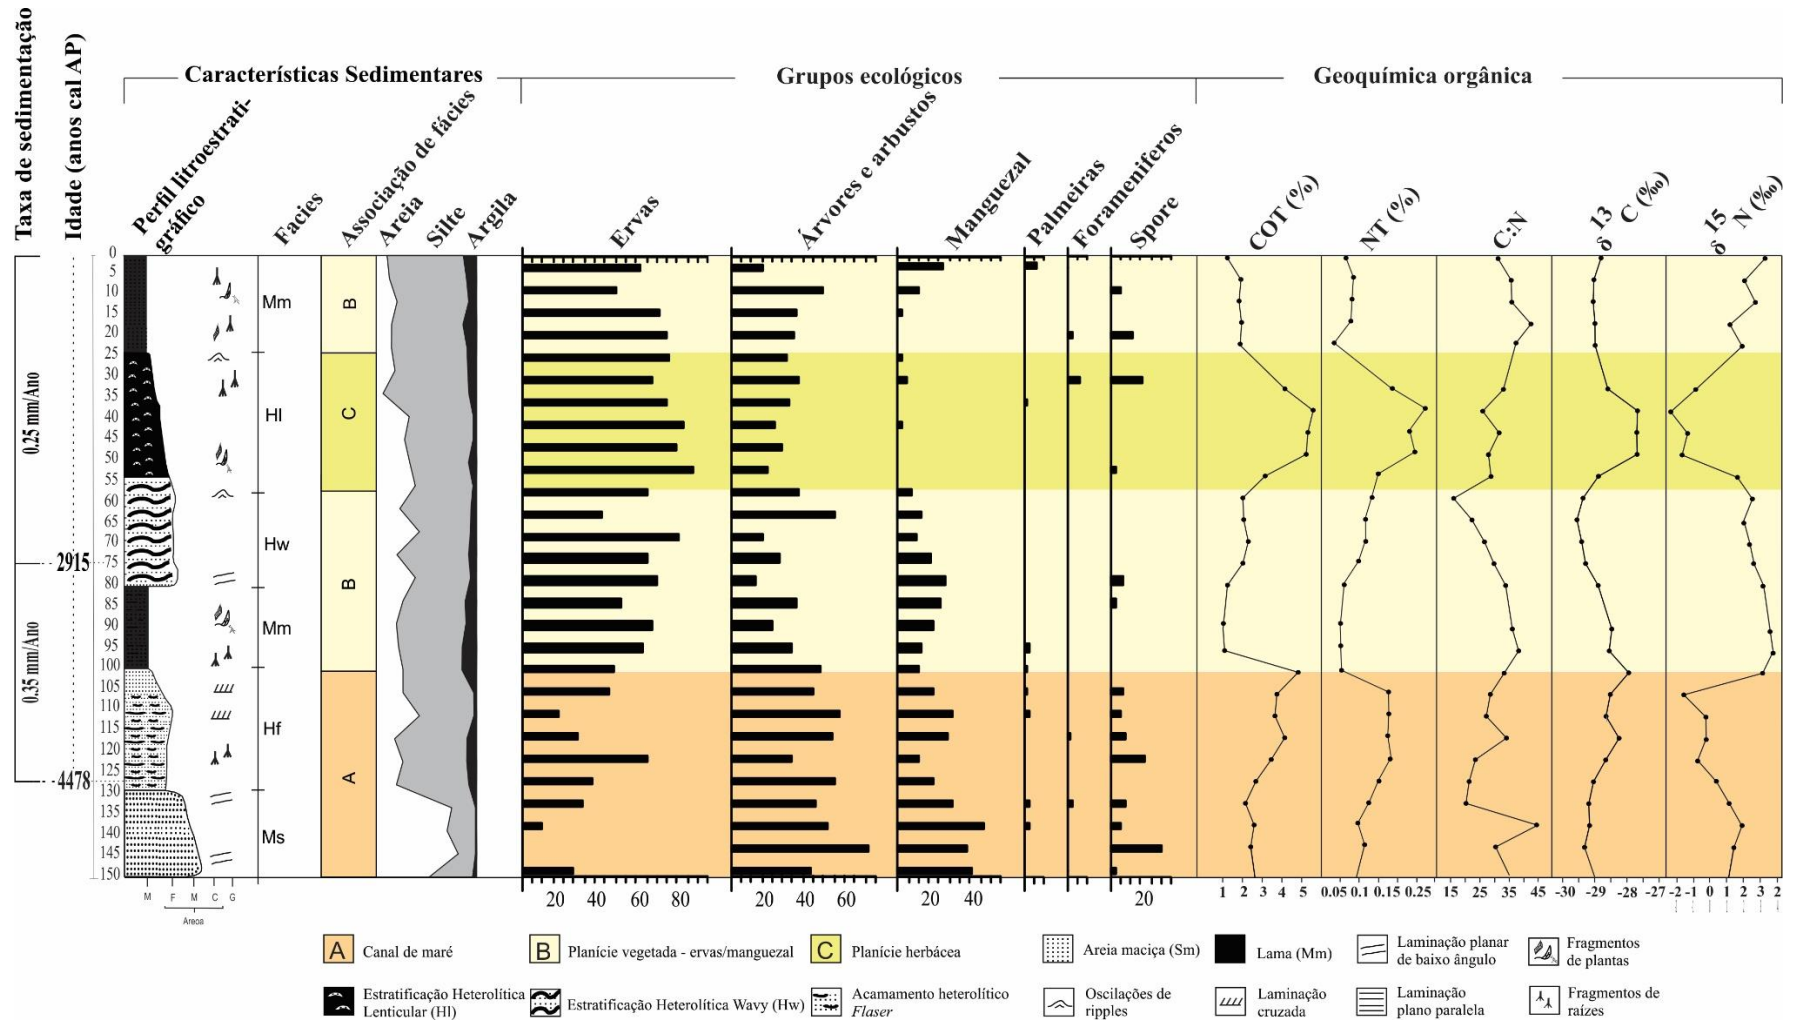 Taxa de sedimentação
Idade (anos cal AP)
Características Sedimentares
Grupos ecológicos
Geoquímica orgânica
Perfil litroestrati-
gráfico
Facies
Associação de fácies
Areia
Silte
Argila
Ervas
Árvores e arbustos
Manguezal
Palmeiras
Forameniferos
Spore
COT (%)
NT (%)
C:N
δ 13 C (‰)
δ 15 N (‰)
0.25 mm/Ano
0.35 mm/Ano
2915
4478
0
5
10
15
20
25
30
35
40
45
50
55
60
65
70
75
80
85
90
95
100
105
110
115
120
125
130
135
140
145
150
Mm
Hl
Hw
Mm
Hf
Ms
B
C
B
A
M F M C G
Areoa
20 40 60 80
20 40 60
20 40
20
1 2 3 4 5
0.05 0.1 0.15 0.25
15 25 35 45
-30 -29 -28 -27
-2 -1 0 1 2 3 2
A Canal de maré
B Planície vegetada - ervas/manguezal
C Planície herbácea
Areia maciça (Sm)
Lama (Mm)
Laminação planar
de baixo ângulo
Fragmentos
de plantas
Estratificação Heterolítica
Lenticular (Hl)
Estratificação Heterolítica Wavy (Hw)
Acamamento heterolítico
Flaser
Oscilações de
ripples
Laminação
cruzada
Laminação
plano paralela
Fragmentos de
raízes